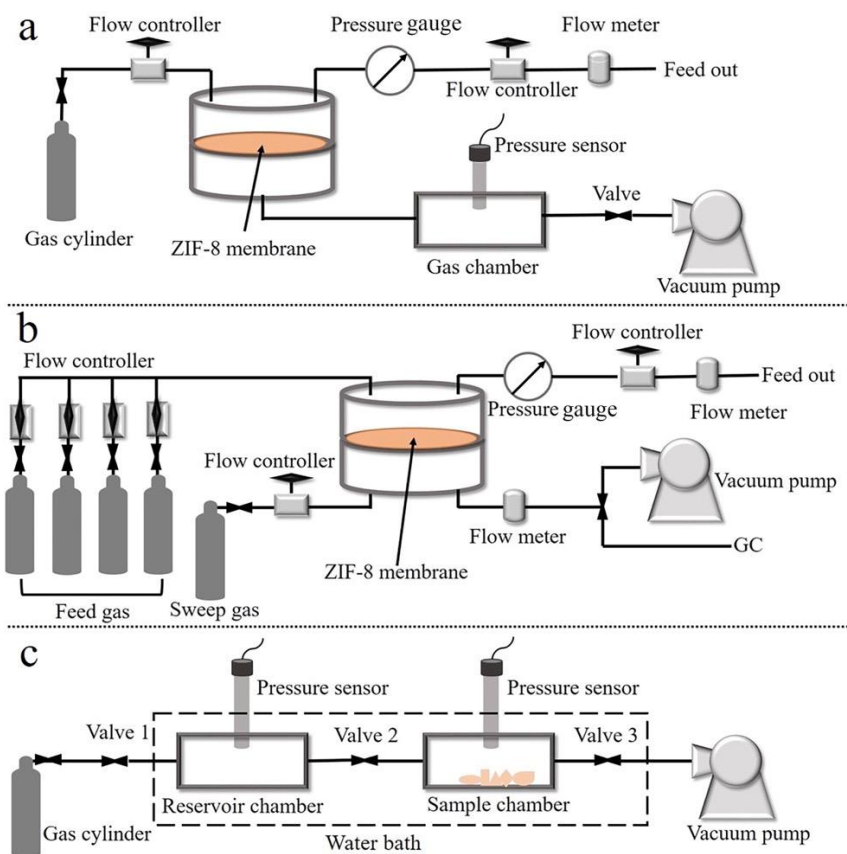 a
Flow controller
Pressure gauge
Flow meter
Feed out
Flow controller
Pressure sensor
Valve
Gas cylinder
ZIF-8 membrane
Gas chamber
Vacuum pump
b
Flow controller
Flow controller
Feed out
Pressure gauge
Flow meter
Flow controller
Vacuum pump
Flow meter
GC
ZIF-8 membrane
Feed gas
Sweep gas
c
Pressure sensor
Pressure sensor
Valve 1
Valve 2
Valve 3
Reservoir chamber
Sample chamber
Gas cylinder
Water bath
Vacuum pump